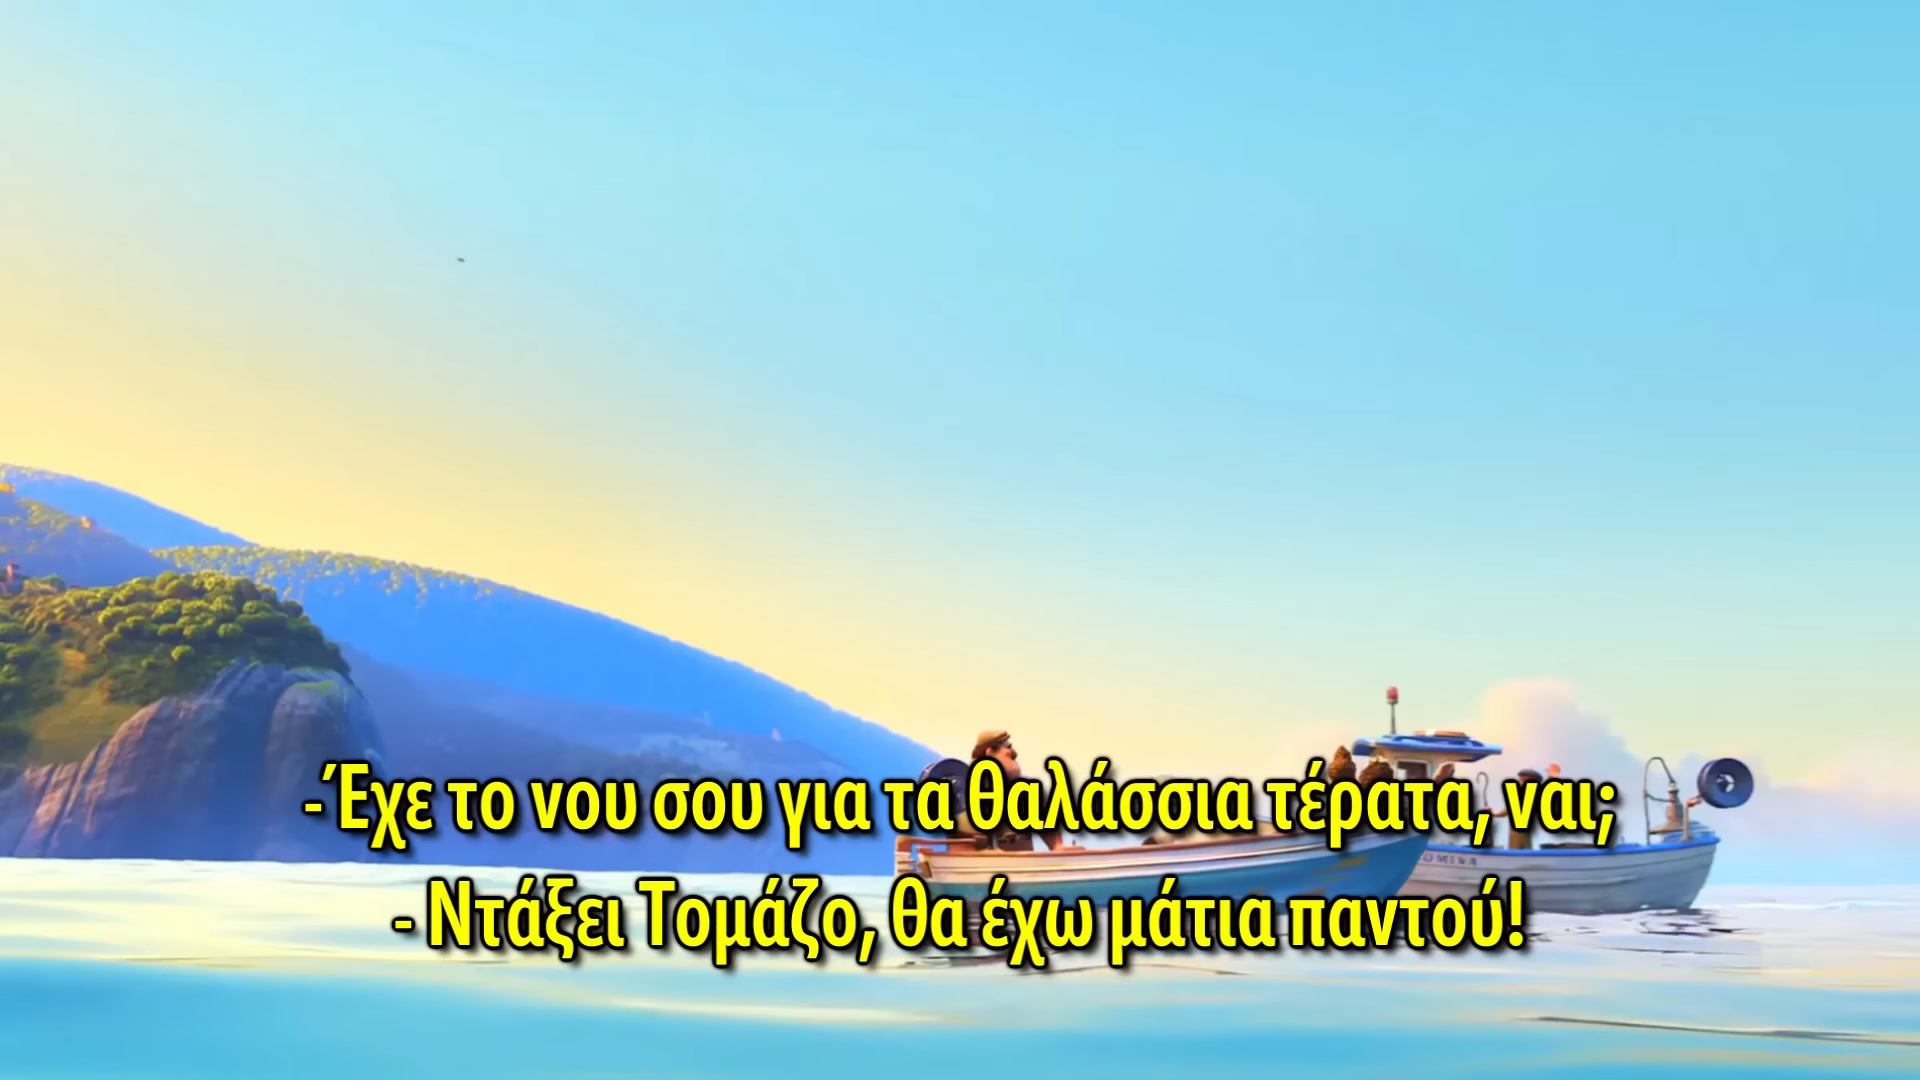 -Έχε το νου σου για τα θαλάσσια τέρατα, ναι;
- Ντάξει Τομάζο, θα έχω μάτια παντού!